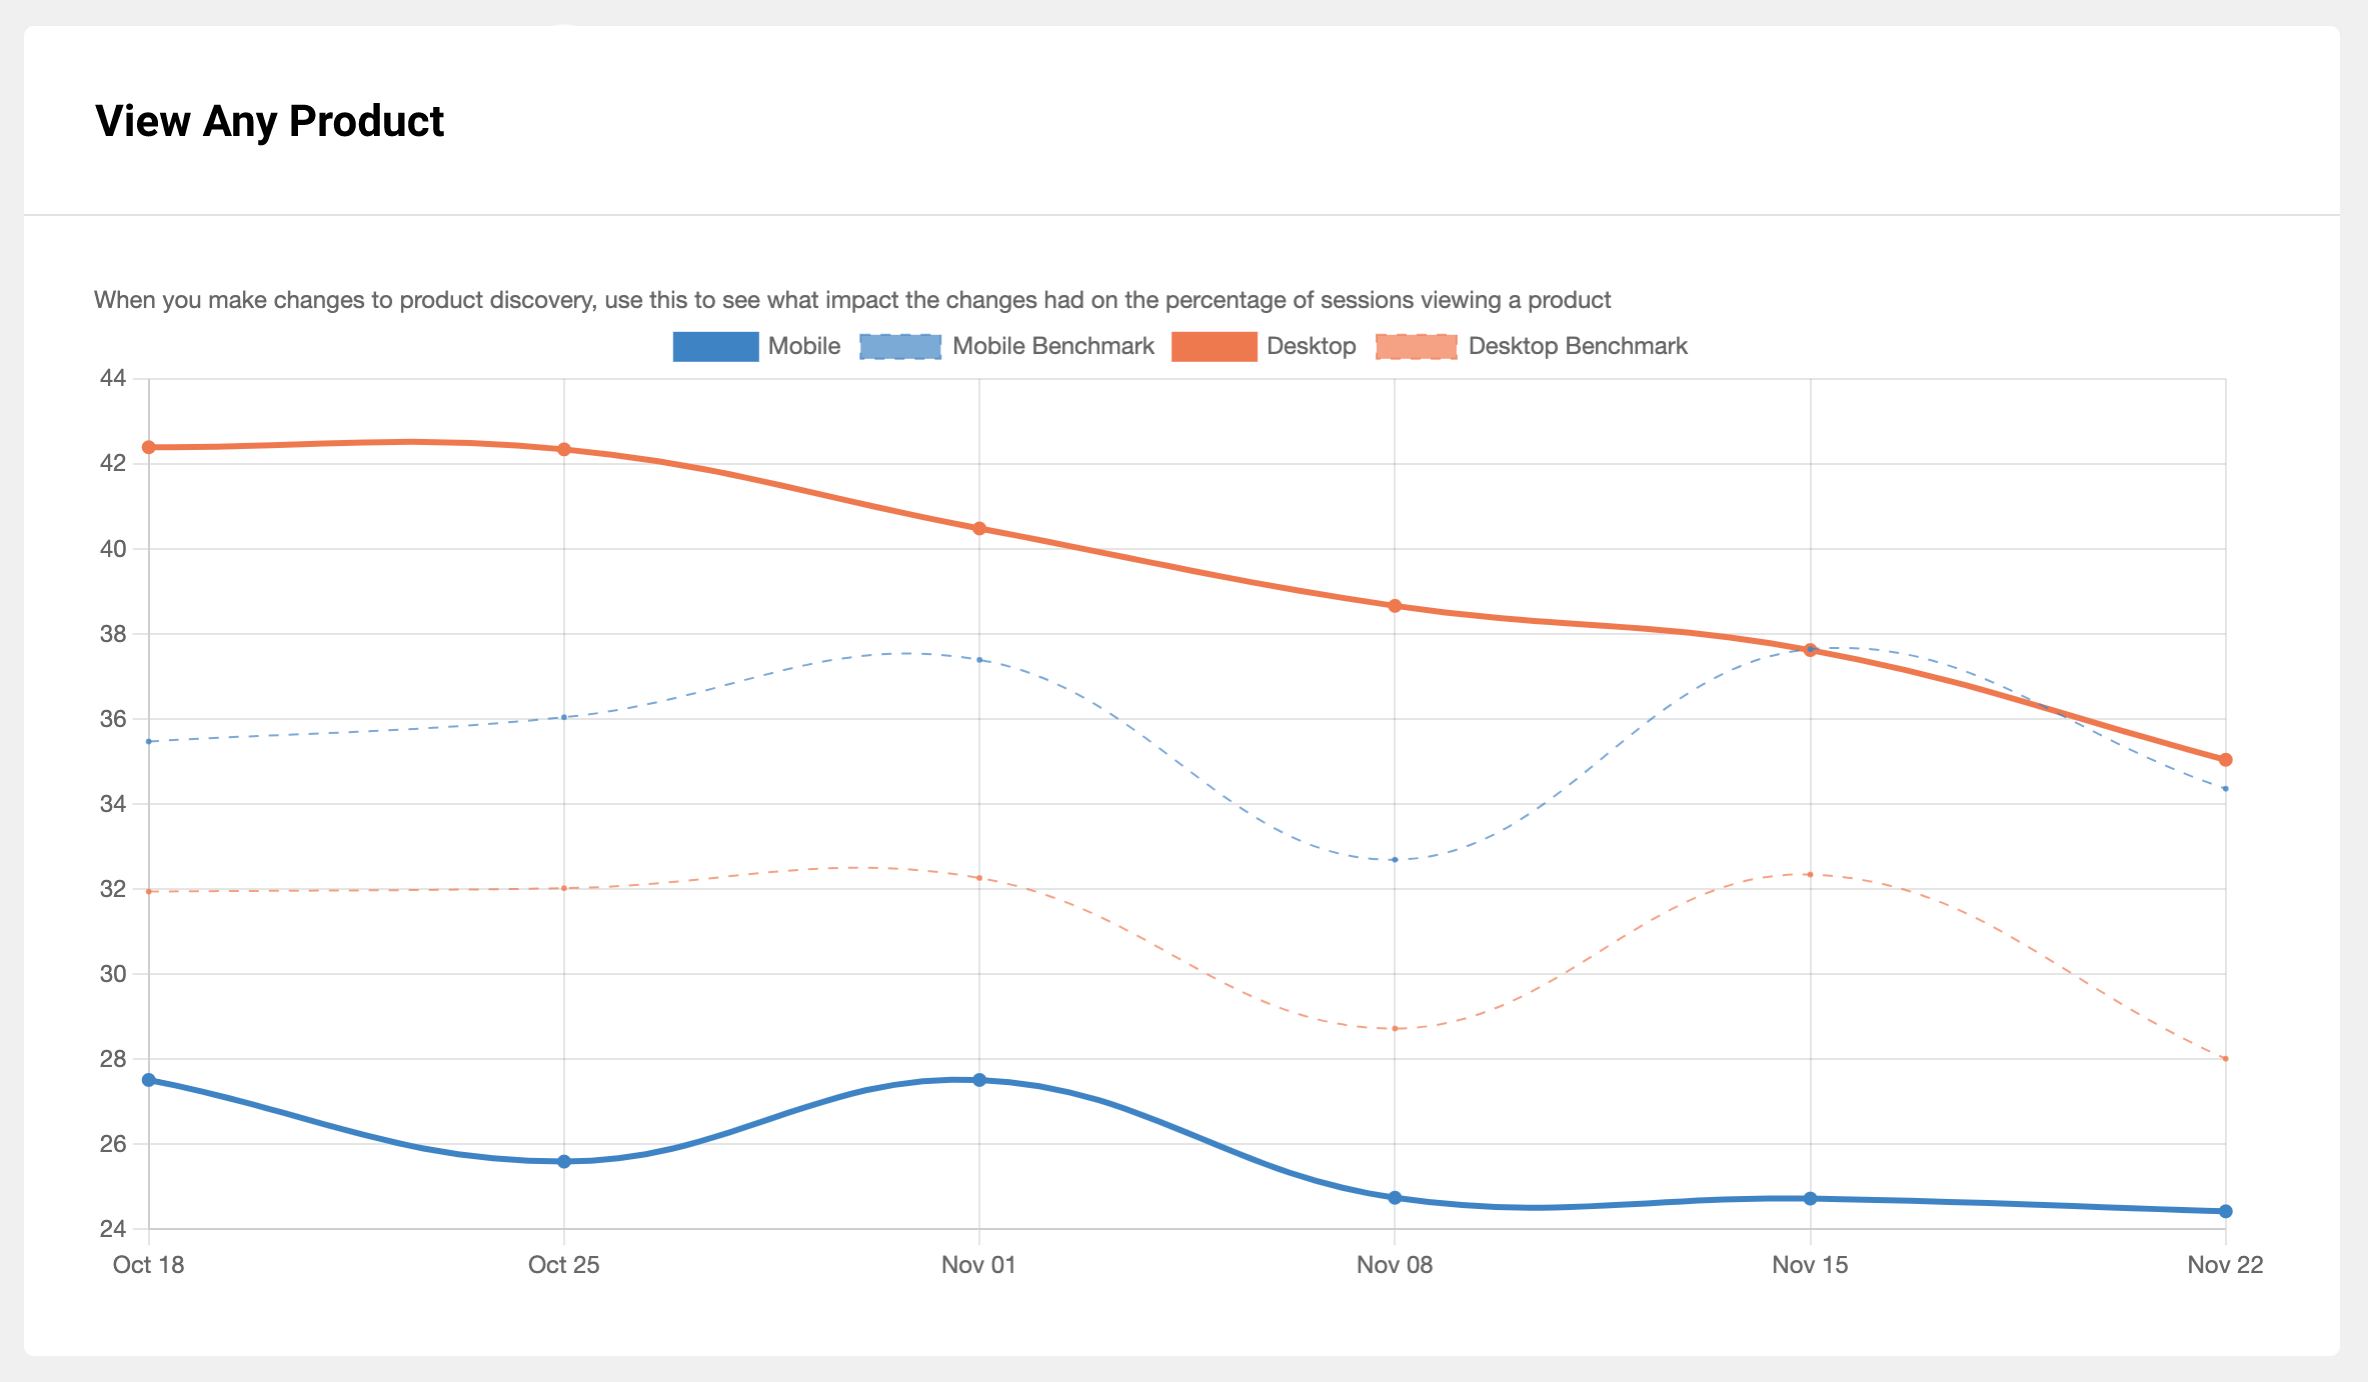 View Any Product
When you make changes to product discovery, use this to see what impact the changes had on the percentage of sessions viewing a product
Mobile Mobile Benchmark Desktop Desktop Benchmark
44
42
40
38
36
34
32
30
28
26
24
Oct 18 Oct 25 Nov 01 Nov 08 Nov 15 Nov 22